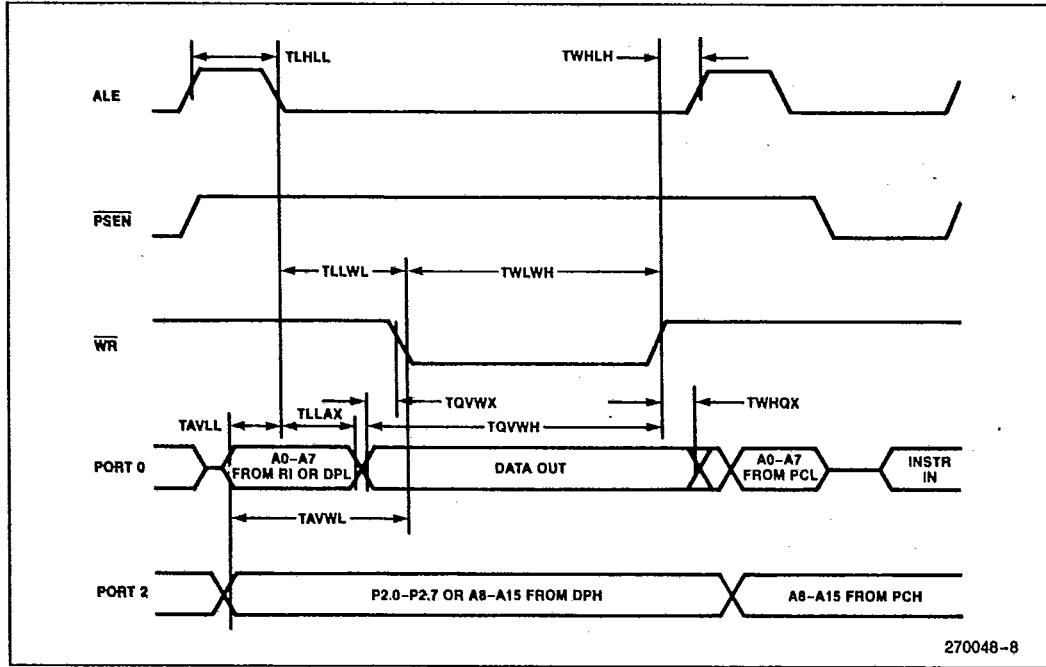 TLHLL
TWHLH
ALE
PSEN
TLLWL
TWLWH
WR
TQVWX
TWHQX
TAVLL
TLLAX
TQVWH
PORT 0
A0–A7
FROM RI OR DPL
DATA OUT
A0–A7
FROM PCL
INSTR
IN
TAVWL
PORT 2
P2.0–P2.7 OR A8–A15 FROM DPH
A8–A15 FROM PCH
270048–8